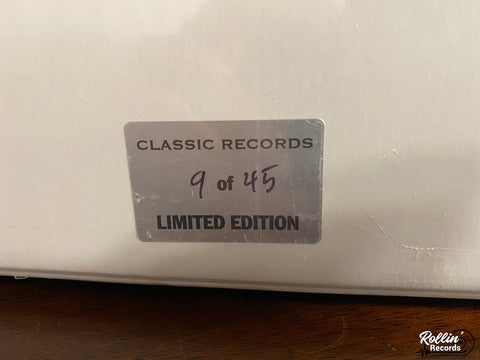 CLASSIC RECORDS
9 of 45
LIMITED EDITION
Rollin'
Records